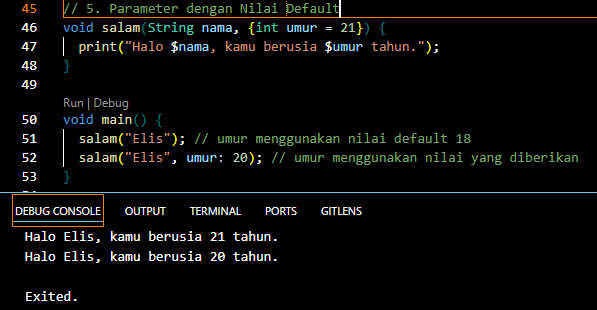 45 // 5. Parameter dengan Nilai Default
46 void salam(String nama, {int umur = 21}) {
47 print("Halo $nama, kamu berusia $umur tahun.");
48 }
49
Run | Debug
50 void main() {
51 salam("Elis"); // umur menggunakan nilai default 18
52 salam("Elis", umur: 20); // umur menggunakan nilai yang diberikan
53 }
DEBUG CONSOLE OUTPUT TERMINAL PORTS GITLENS
Halo Elis, kamu berusia 21 tahun.
Halo Elis, kamu berusia 20 tahun.
Exited.